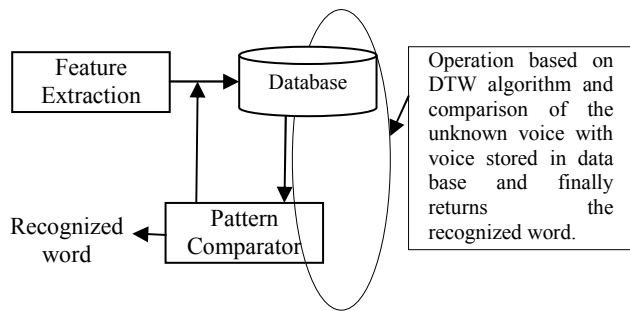 Feature
Extraction
Database
Operation based on
DTW algorithm and
comparison of the
unknown voice with
voice stored in data
base and finally
returns the
recognized word.
Recognized
word
Pattern
Comparator